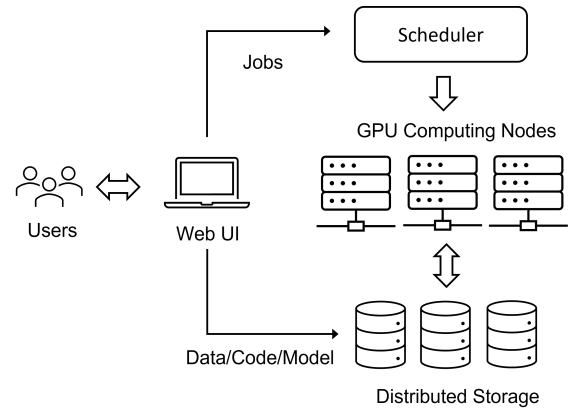 Scheduler
Jobs
GPU Computing Nodes
Users
Web UI
Data/Code/Model
Distributed Storage